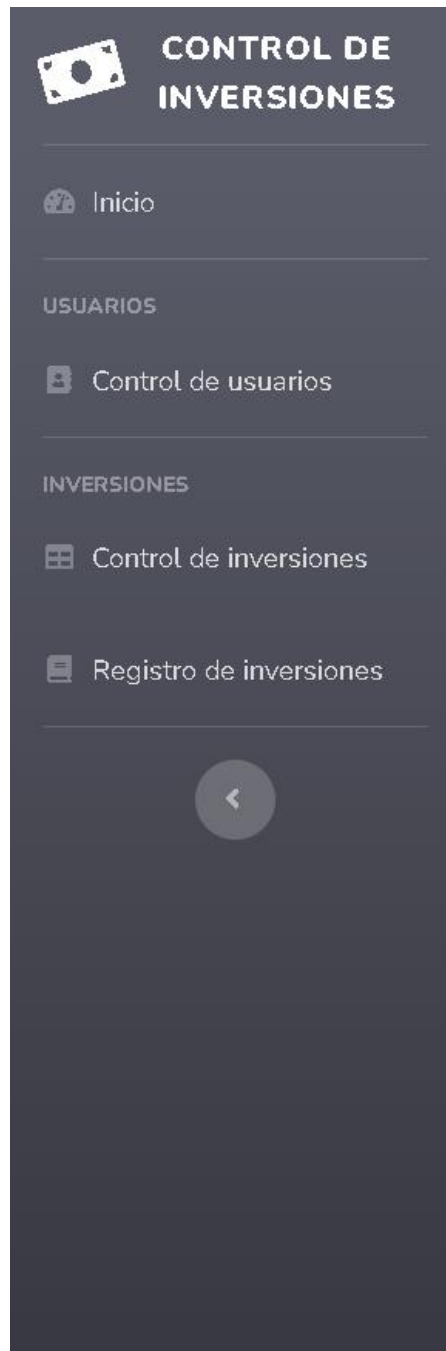 CONTROL DE
INVERSIONES
Inicio
USUARIOS
Control de usuarios
INVERSIONES
Control de inversiones
Registro de inversiones